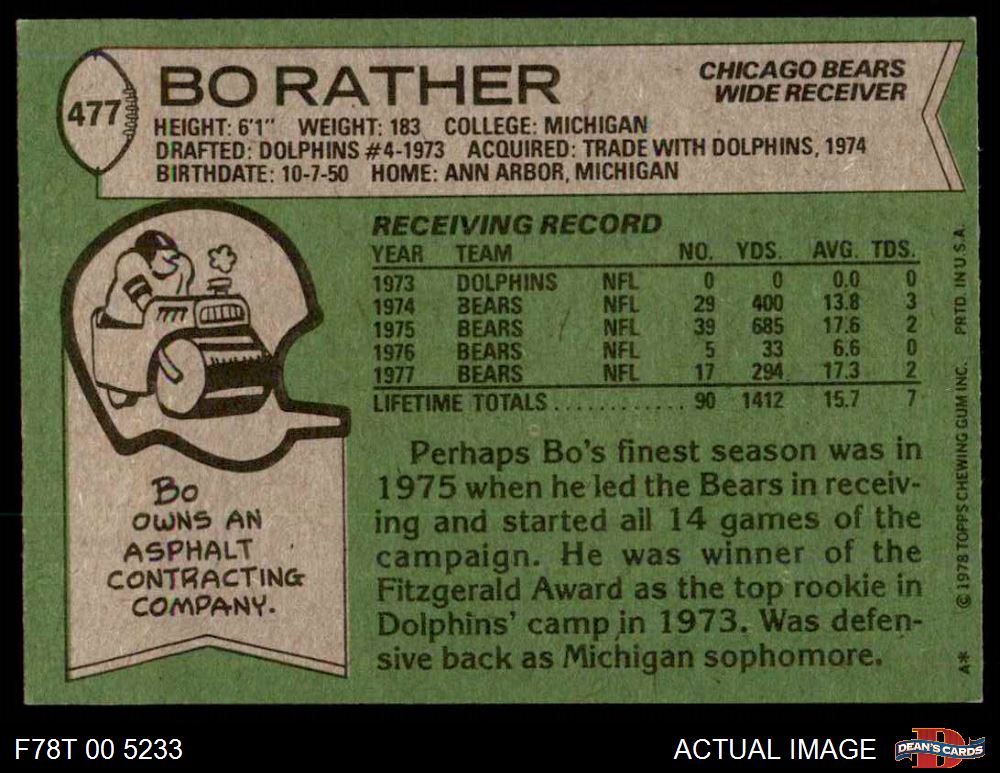 477
BO RATHER
CHICAGO BEARS
WIDE RECEIVER
HEIGHT: 6'1" WEIGHT: 183 COLLEGE: MICHIGAN
DRAFTED: DOLPHINS #4-1973 ACQUIRED: TRADE WITH DOLPHINS, 1974
BIRTHDATE: 10-7-50 HOME: ANN ARBOR, MICHIGAN
RECEIVING RECORD
YEAR TEAM NO. YDS. AVG. TDS.
1973 DOLPHINS NFL 0 0 0.0 0
1974 BEARS NFL 29 400 13.8 3
1975 BEARS NFL 39 685 17.6 2
1976 BEARS NFL 5 33 6.6 0
1977 BEARS NFL 17 294 17.3 2
LIFETIME TOTALS ............ 90 1412 15.7 7
Perhaps Bo's finest season was in
1975 when he led the Bears in receiv-
ing and started all 14 games of the
campaign. He was winner of the
Fitzgerald Award as the top rookie in
Dolphins' camp in 1973. Was defen-
sive back as Michigan sophomore.
Bo
OWNS AN
ASPHALT
CONTRACTING
COMPANY.
A* © 1978 TOPPS CHEWING GUM INC. PRTD. IN U.S.A.
F78T 00 5233
ACTUAL IMAGE
DEAN'S CARDS